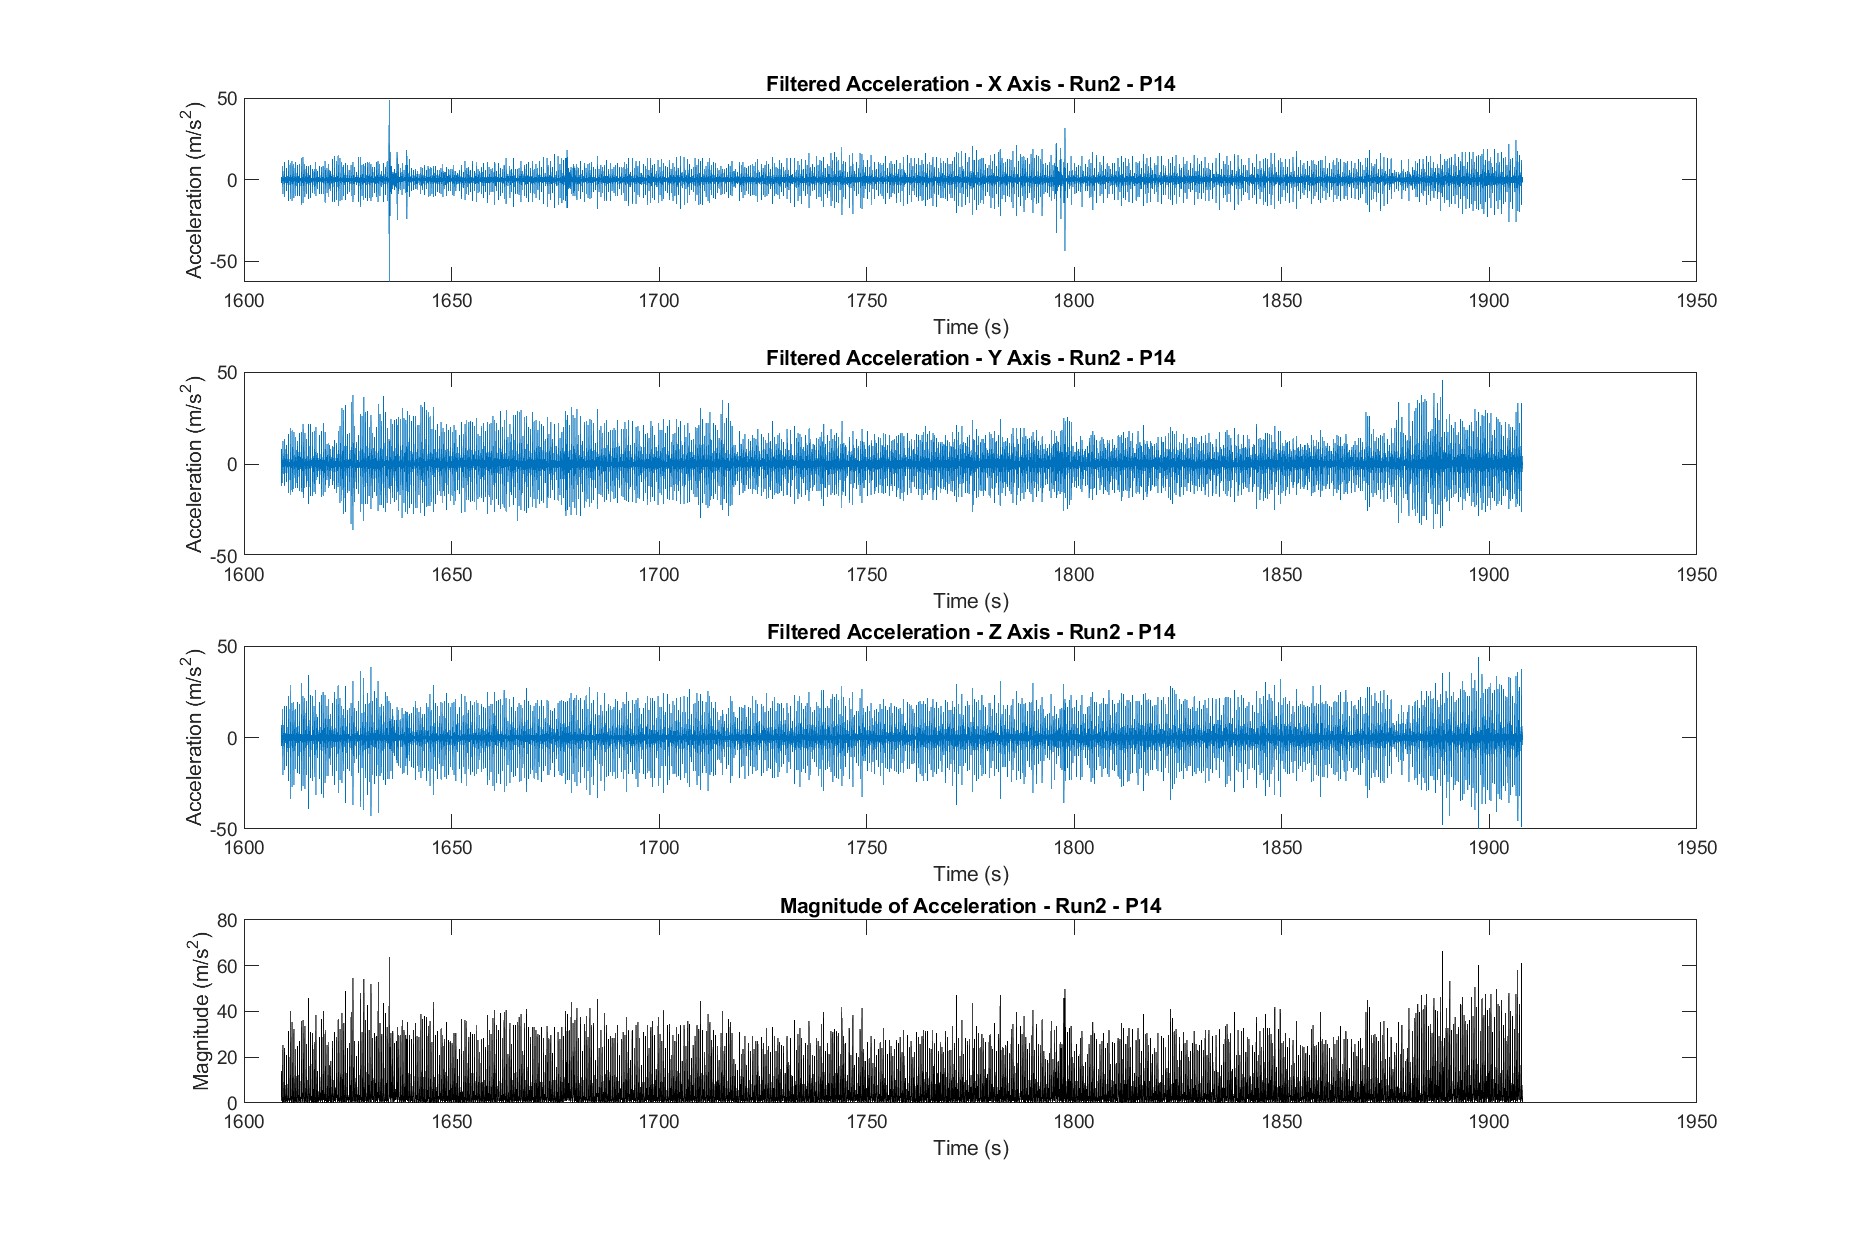 Filtered Acceleration - X Axis - Run2 - P14
Acceleration (m/s²)
50
0
-50
1600 1650 1700 1750 1800 1850 1900 1950
Time (s)
Filtered Acceleration - Y Axis - Run2 - P14
Acceleration (m/s²)
50
0
-50
1600 1650 1700 1750 1800 1850 1900 1950
Time (s)
Filtered Acceleration - Z Axis - Run2 - P14
Acceleration (m/s²)
50
0
-50
1600 1650 1700 1750 1800 1850 1900 1950
Time (s)
Magnitude of Acceleration - Run2 - P14
Magnitude (m/s²)
80
60
40
20
0
1600 1650 1700 1750 1800 1850 1900 1950
Time (s)